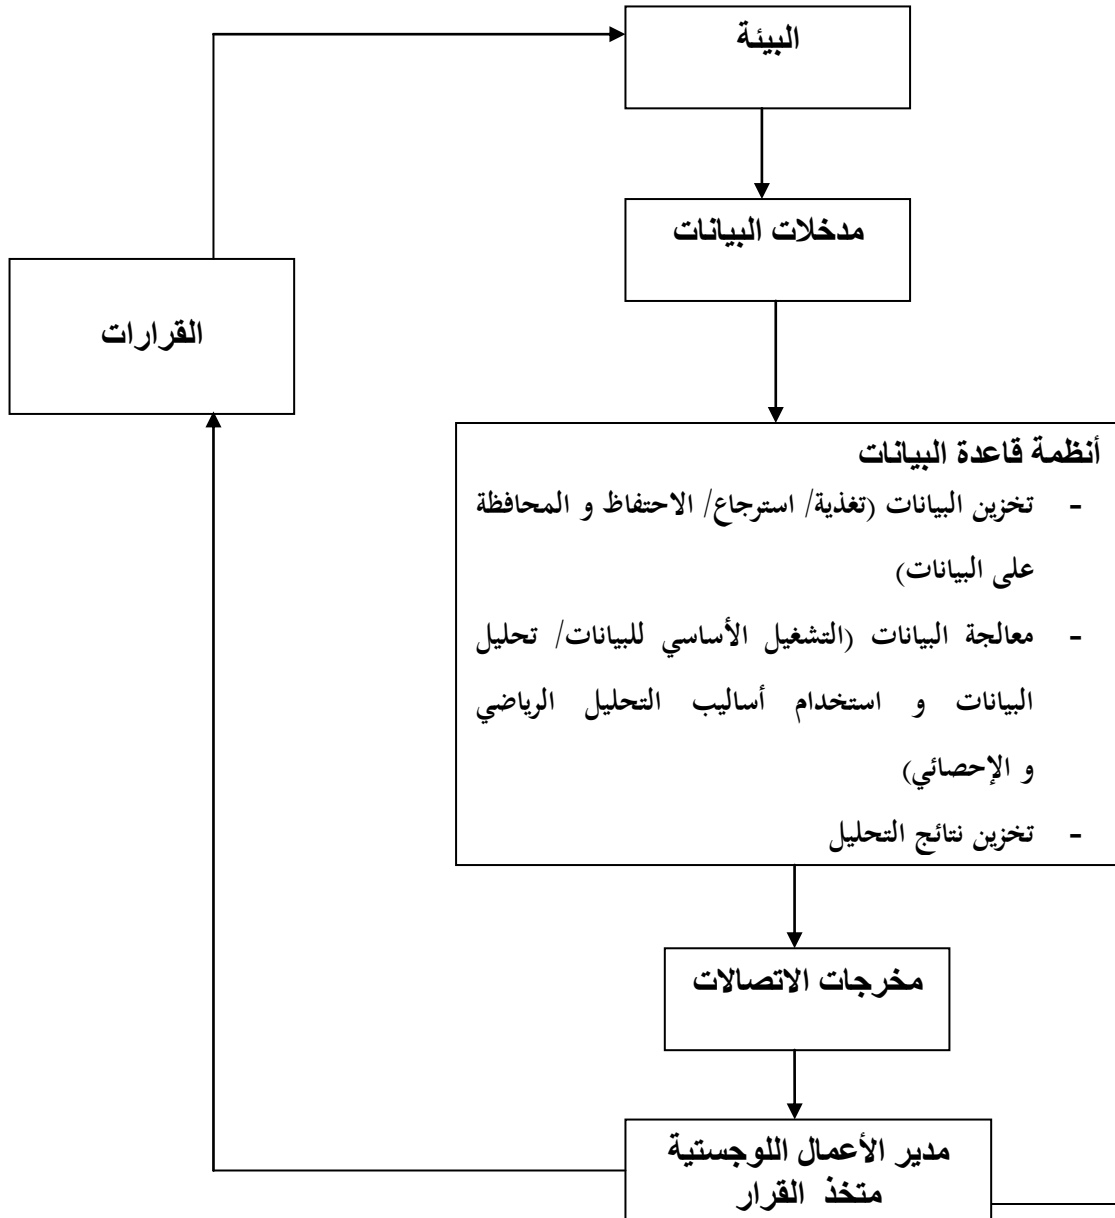 البيئة
مدخلات البيانات
القرارات
أنظمة قاعدة البيانات
- تخزين البيانات (تغذية/ استرجاع/ الاحتفاظ و المحافظة
على البيانات)
- معالجة البيانات (التشغيل الأساسي للبيانات/ تحليل
البيانات و استخدام أساليب التحليل الرياضي
و الإحصائي)
- تخزين نتائج التحليل
مخرجات الاتصالات
مدير الأعمال اللوجستية
متخذ القرار